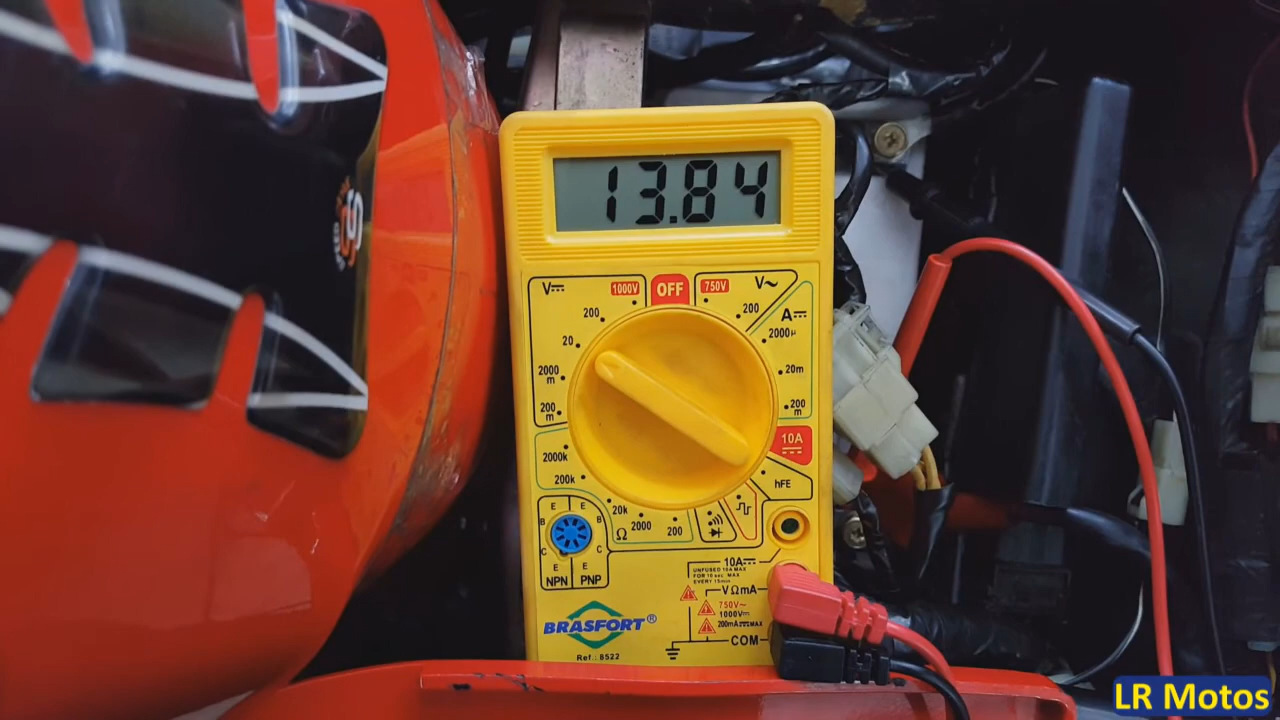 13.84
V⎓
1000V
OFF
750V
V~
200
200
A⎓
20
2000µ
2000
m
20m
200
m
200
m
10A
2000k
200k
hFE
20k
Ω
2000
200
E E
B B
C C
E E
NPN PNP
10A⎓
UNFUSED 10A MAX
FOR 10 sec MAX
EVERY 15min
VΩmA
750V~
1000V⎓
200mA⎓MAX
COM
BRASFORT®
Ref.: 8522
LR Motos